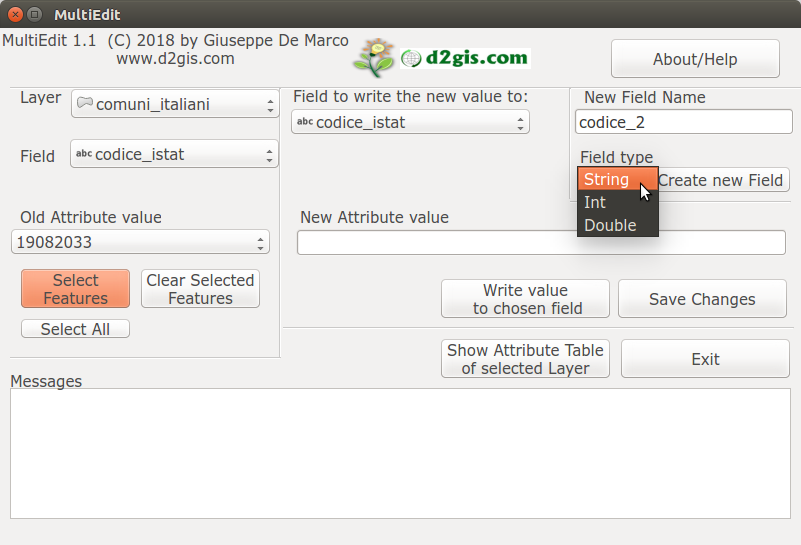 MultiEdit
MultiEdit 1.1 (C) 2018 by Giuseppe De Marco
www.d2gis.com
d2gis.com
About/Help
Layer
comuni_italiani
Field
abc codice_istat
Field to write the new value to:
abc codice_istat
New Field Name
codice_2
Field type
String
Int
Double
Create new Field
Old Attribute value
19082033
New Attribute value
Select
Features
Clear Selected
Features
Select All
Write value
to chosen field
Save Changes
Show Attribute Table
of selected Layer
Exit
Messages